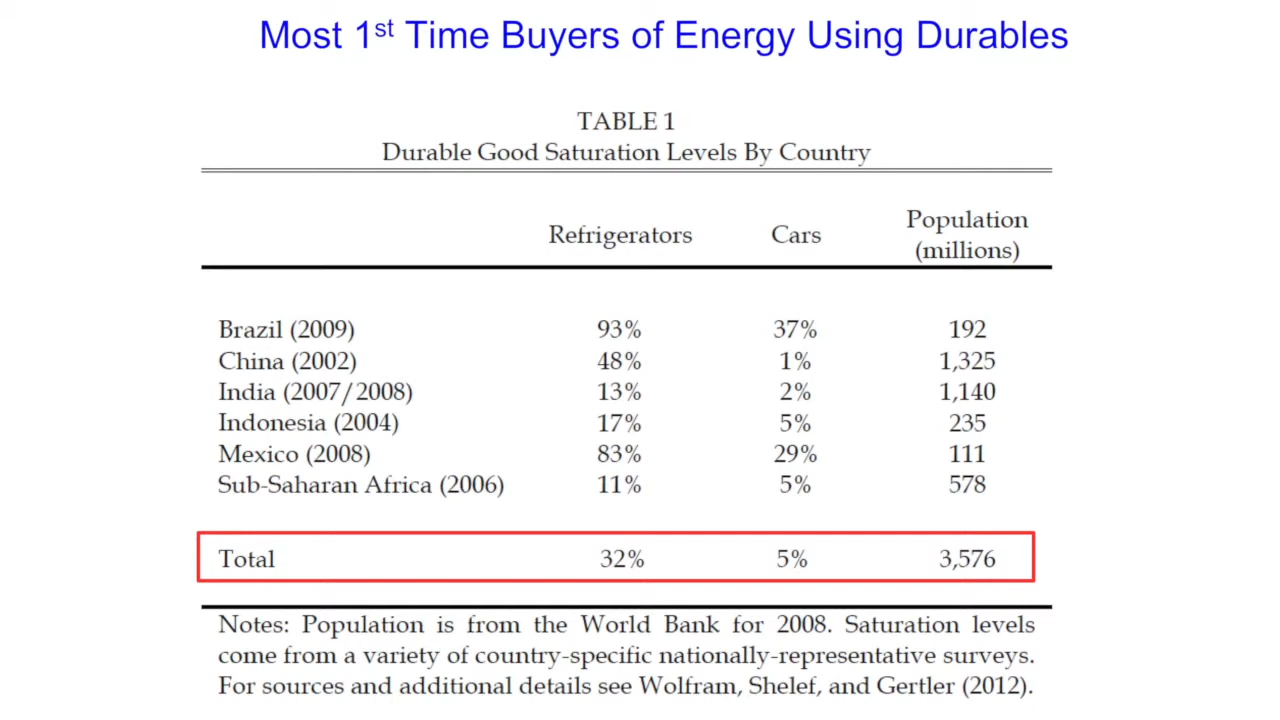 Most 1st Time Buyers of Energy Using Durables
TABLE 1
Durable Good Saturation Levels By Country
Refrigerators Cars Population (millions)
Brazil (2009) 93% 37% 192
China (2002) 48% 1% 1,325
India (2007/2008) 13% 2% 1,140
Indonesia (2004) 17% 5% 235
Mexico (2008) 83% 29% 111
Sub-Saharan Africa (2006) 11% 5% 578
Total 32% 5% 3,576
Notes: Population is from the World Bank for 2008. Saturation levels
come from a variety of country-specific nationally-representative surveys.
For sources and additional details see Wolfram, Shelef, and Gertler (2012).